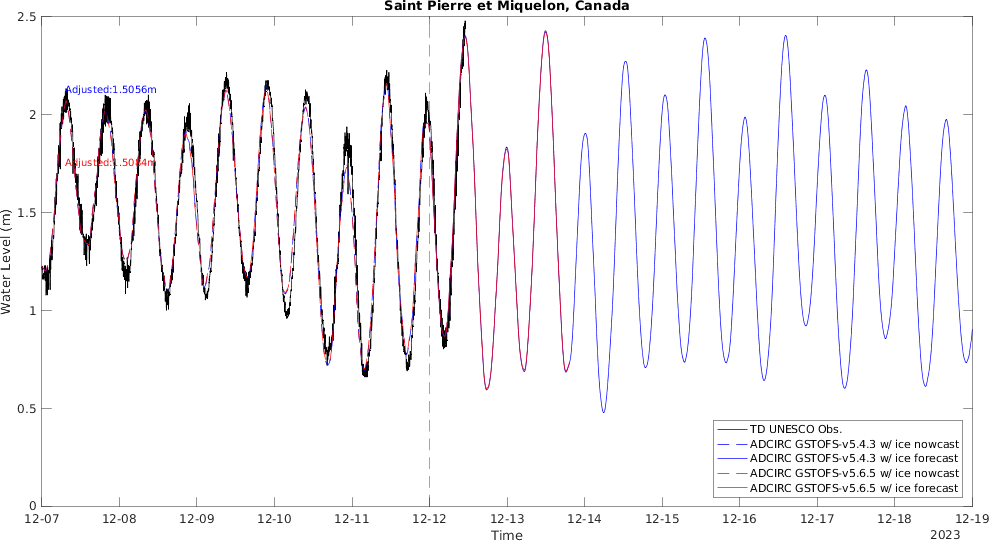 Saint Pierre et Miquelon, Canada
2.5
2
1.5
1
0.5
0
Water Level (m)
Adjusted:1.5056m
Adjusted:1.5084m
TD UNESCO Obs.
ADCIRC GSTOFS-v5.4.3 w/ ice nowcast
ADCIRC GSTOFS-v5.4.3 w/ ice forecast
ADCIRC GSTOFS-v5.6.5 w/ ice nowcast
ADCIRC GSTOFS-v5.6.5 w/ ice forecast
12-07 12-08 12-09 12-10 12-11 12-12 12-13 12-14 12-15 12-16 12-17 12-18 12-19
Time
2023